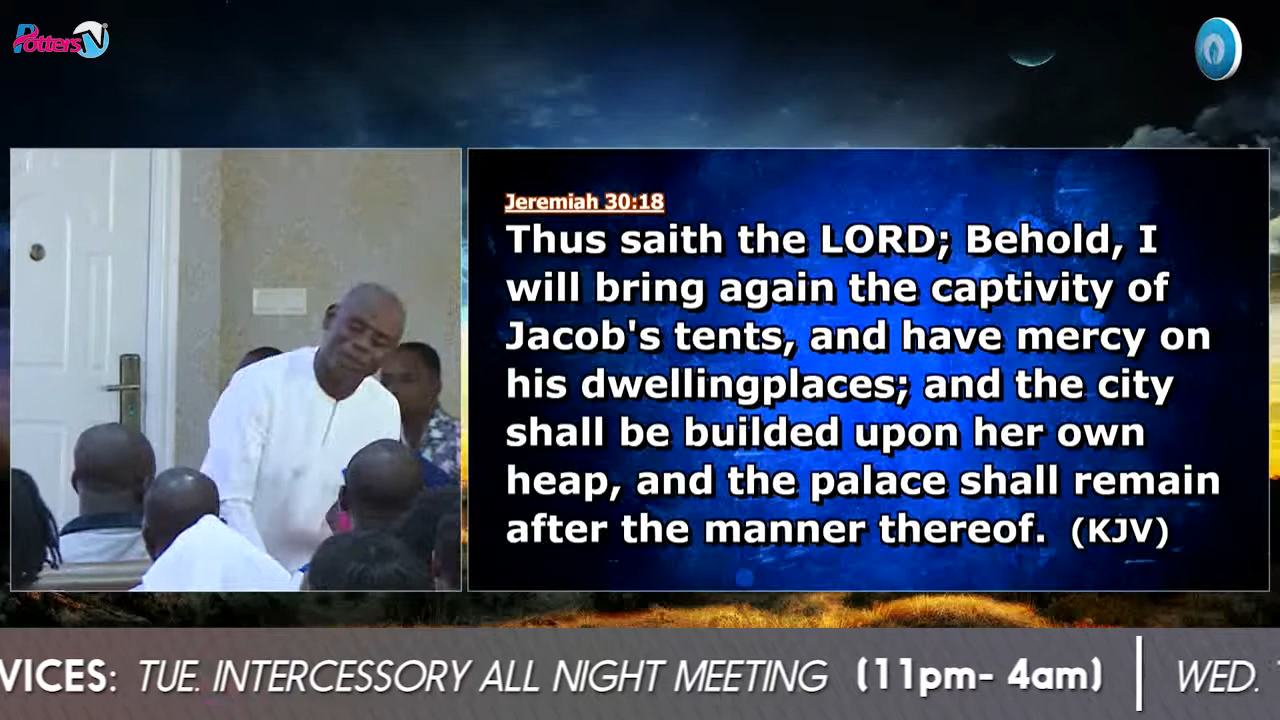 PottersTV
Jeremiah 30:18
Thus saith the LORD; Behold, I
will bring again the captivity of
Jacob's tents, and have mercy on
his dwellingplaces; and the city
shall be builded upon her own
heap, and the palace shall remain
after the manner thereof. (KJV)
VICES: TUE. INTERCESSORY ALL NIGHT MEETING (11pm- 4am) | WED.